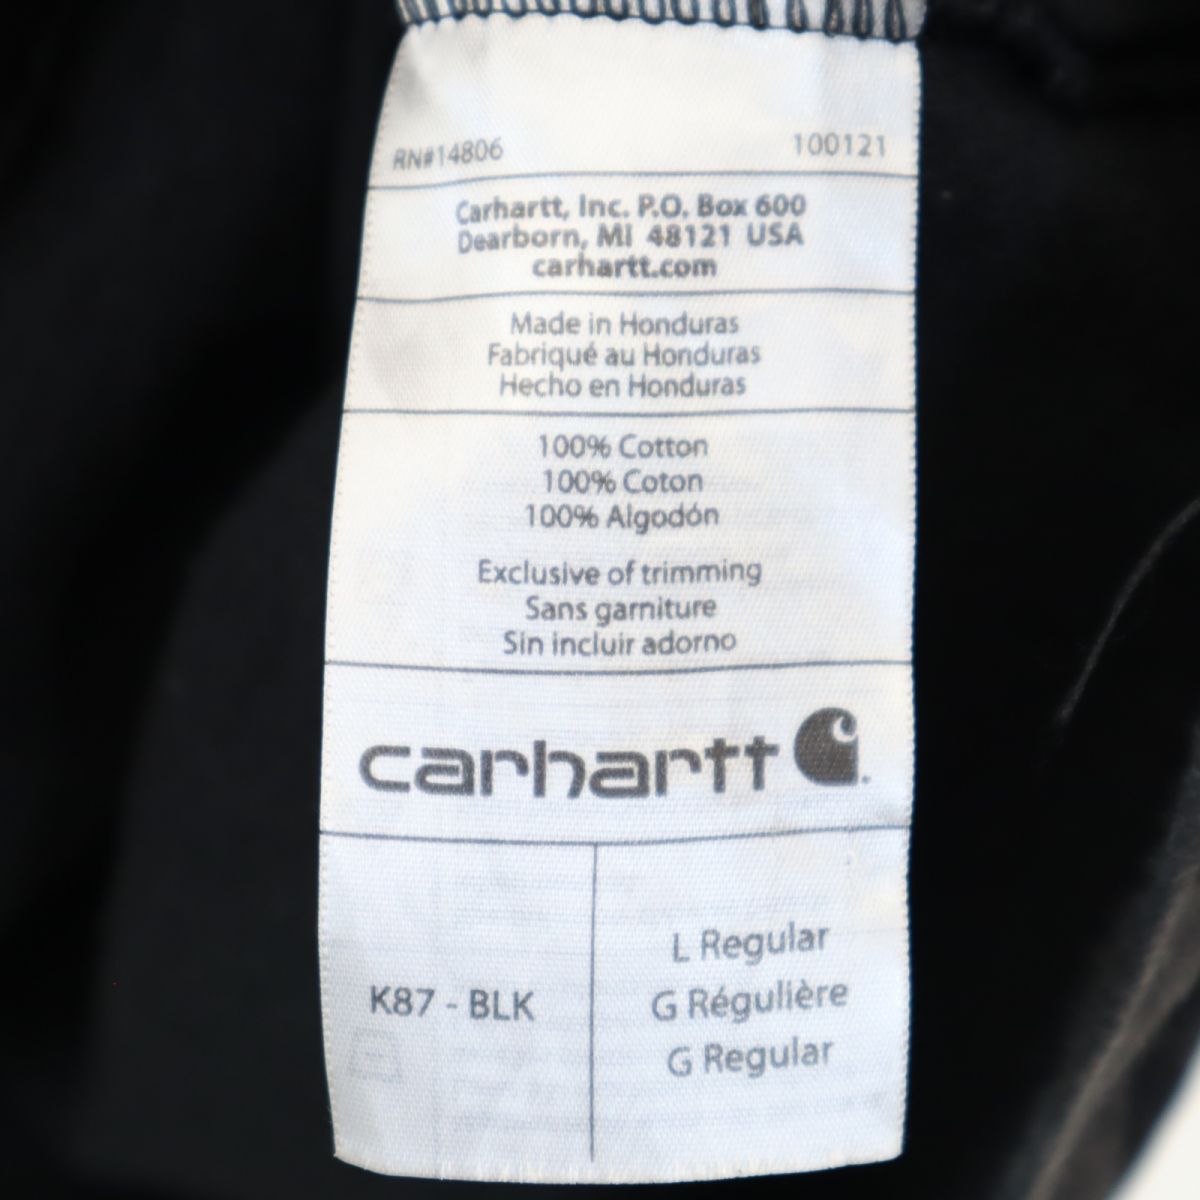 RN#14806 100121
Carhartt, Inc. P.O. Box 600
Dearborn, MI 48121 USA
carhartt.com
Made in Honduras
Fabriqué au Honduras
Hecho en Honduras
100% Cotton
100% Coton
100% Algodón
Exclusive of trimming
Sans garniture
Sin incluir adorno
carhartt
K87 - BLK
L Regular
G Régulière
G Regular